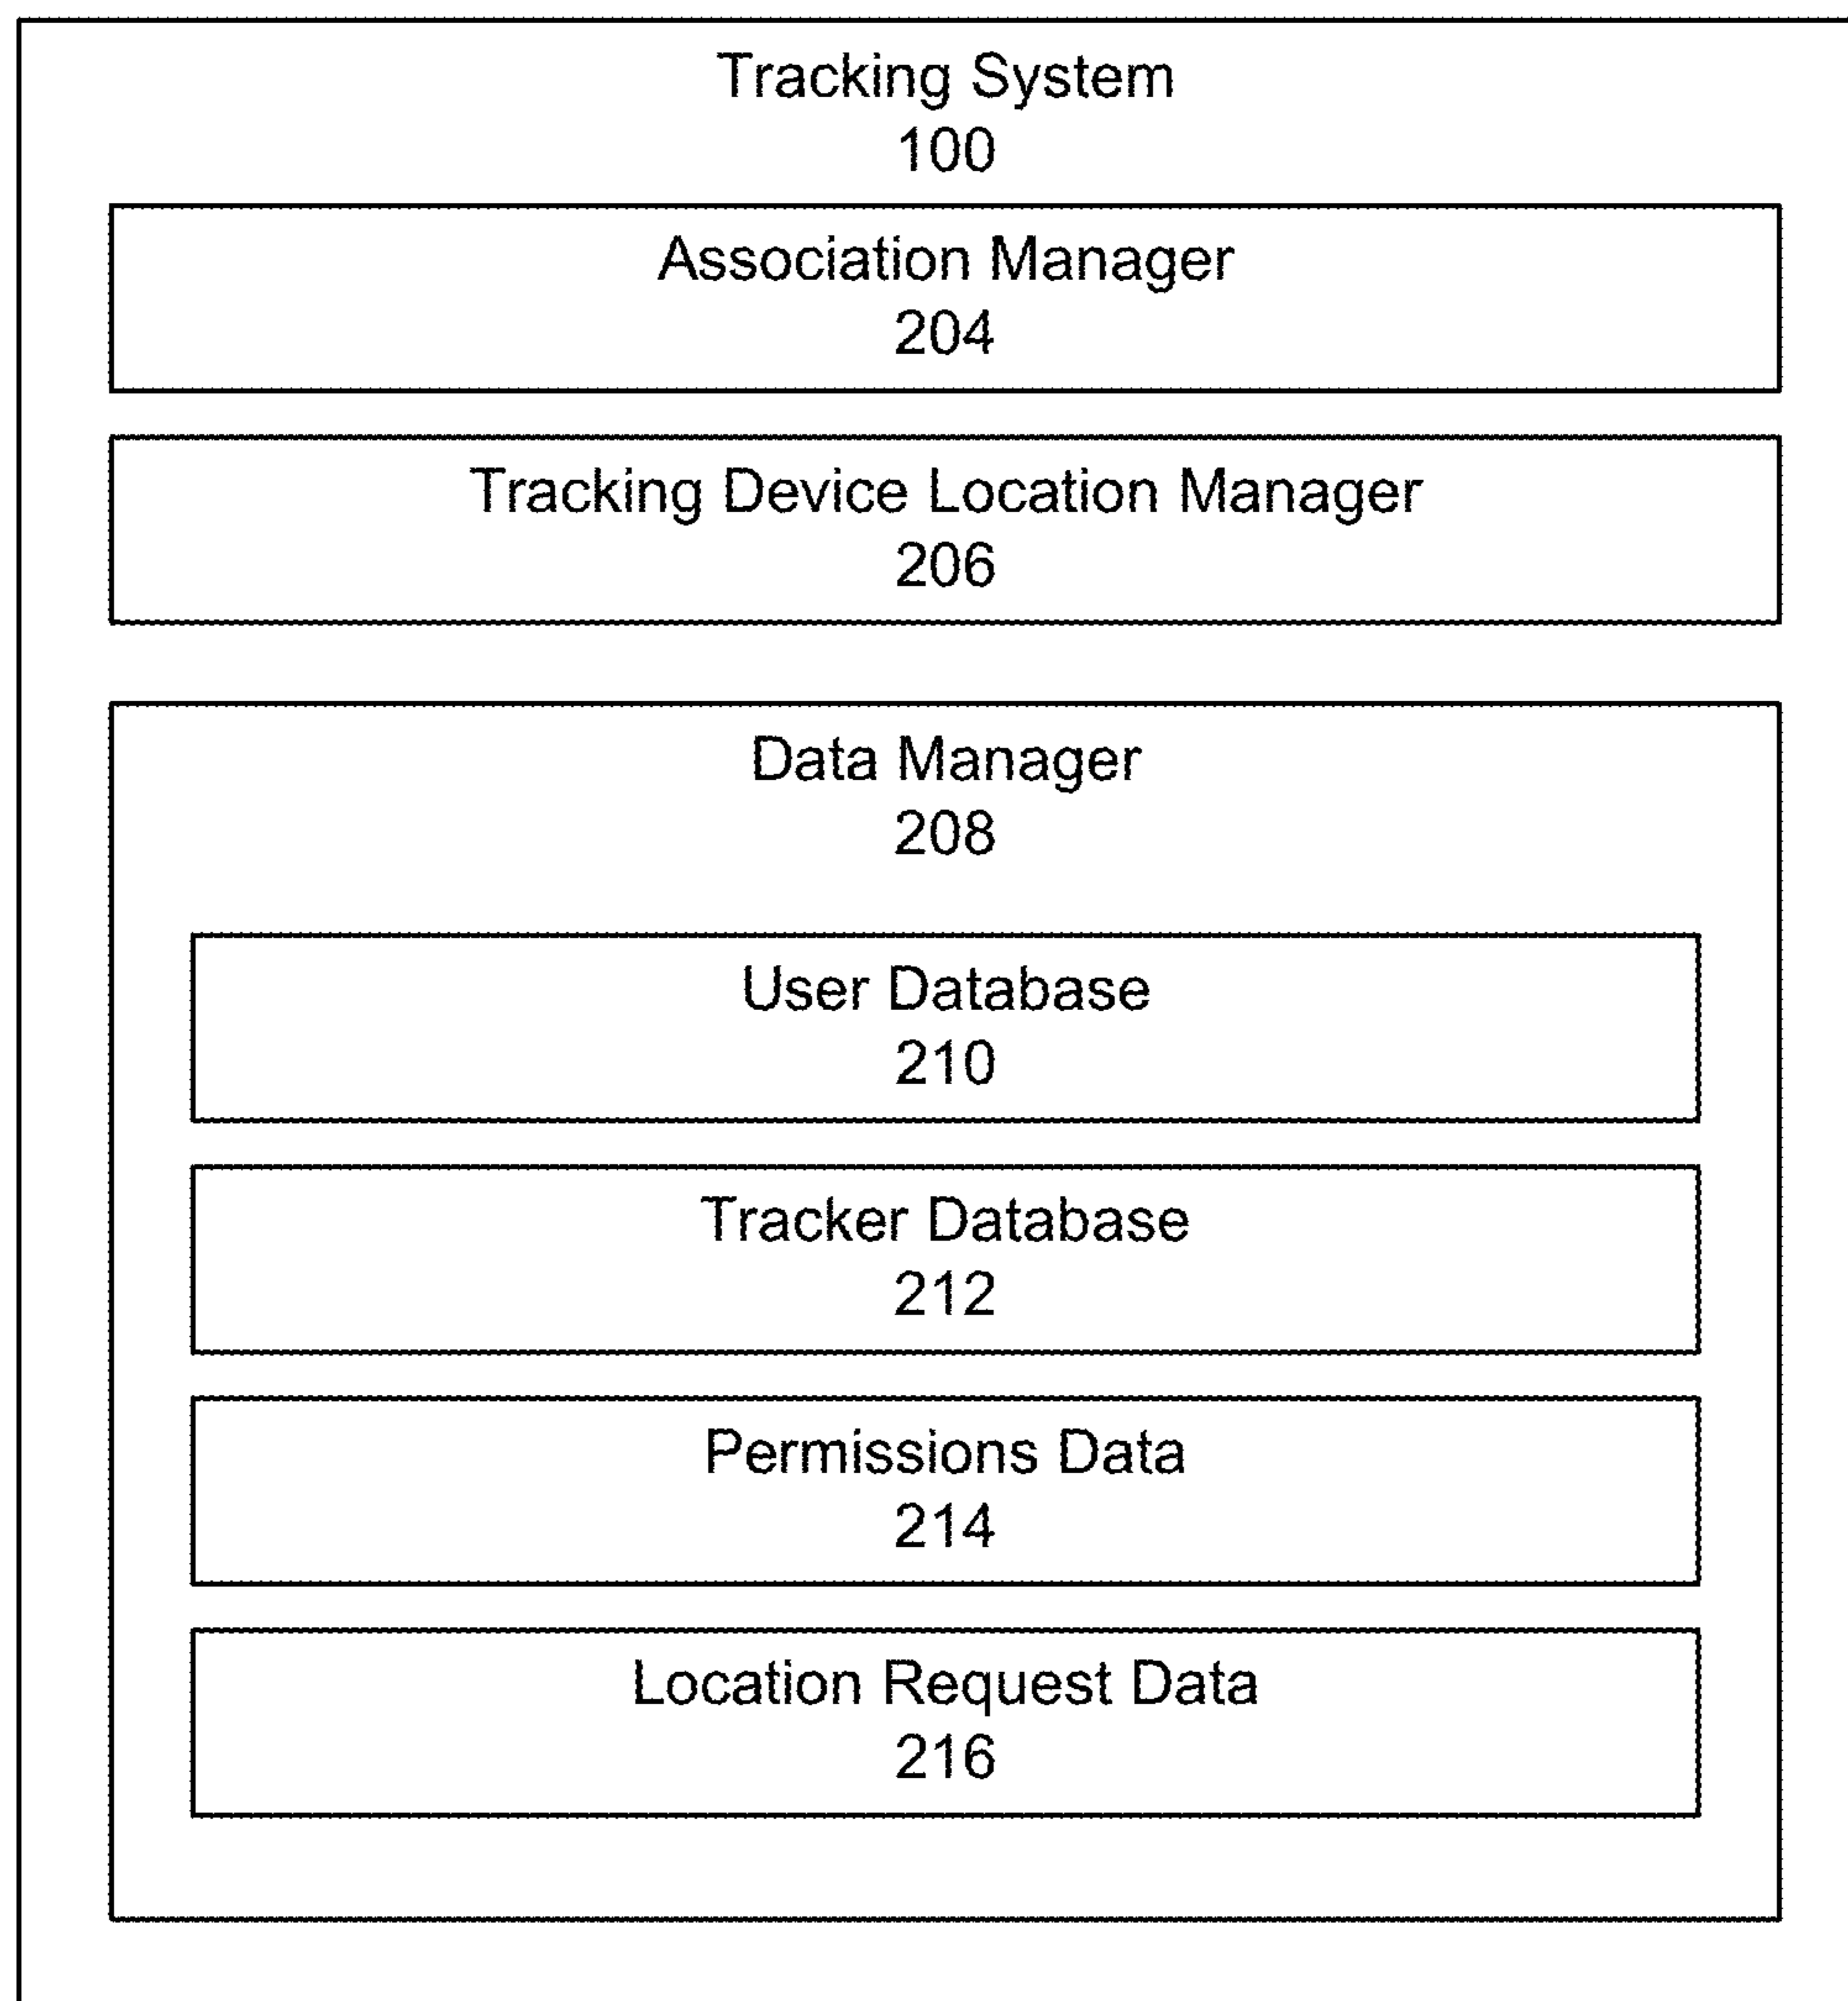 Tracking System
100
Association Manager
204
Tracking Device Location Manager
206
Data Manager
208
User Database
210
Tracker Database
212
Permissions Data
214
Location Request Data
216